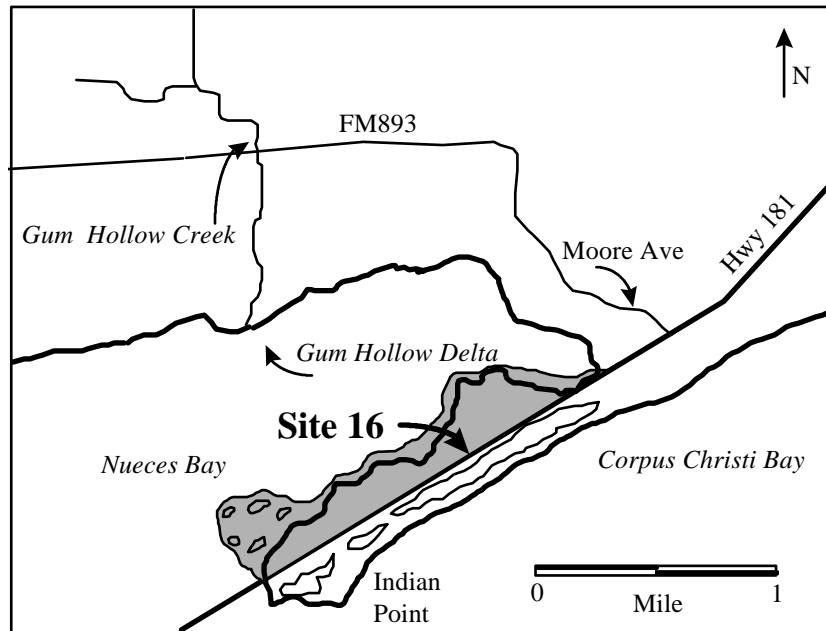 N
FM893
Gum Hollow Creek
Hwy 181
Moore Ave
Gum Hollow Delta
Site 16
Nueces Bay
Corpus Christi Bay
Indian
Point
0
1
Mile